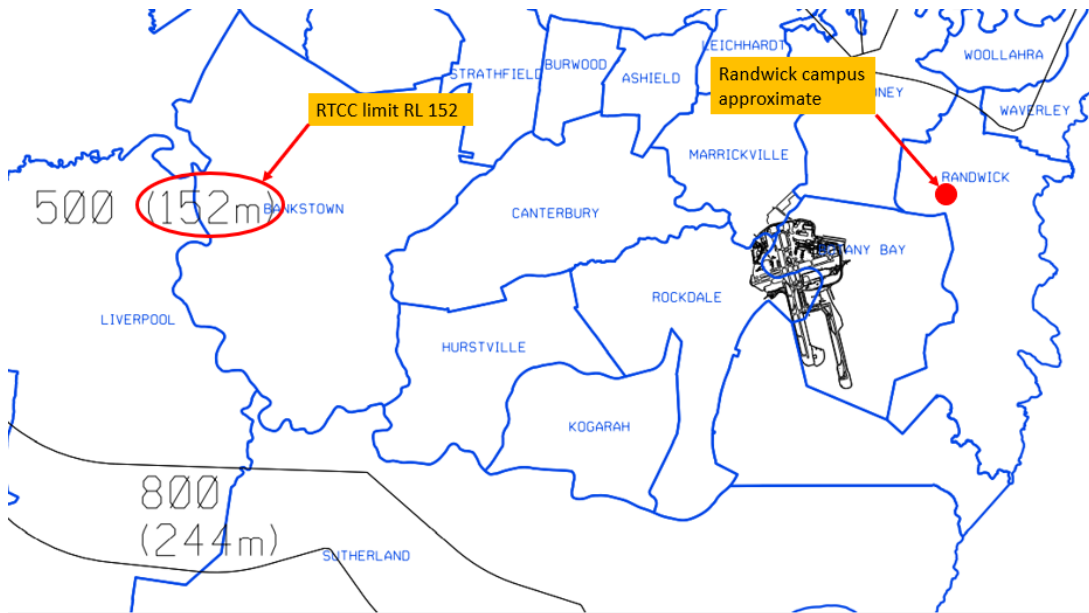 LEICHHARDT
WOOLLAHRA
STRATHFIELD
BURWOOD
ASHIELD
Randwick campus
approximate
RTCC limit RL 152
NEY
WAVERLEY
MARRICKVILLE
RANDWICK
500 (152m)
BANKSTOWN
CANTERBURY
TANY BAY
ROCKDALE
LIVERPOOL
HURSTVILLE
KOGARAH
800
(244m)
SUTHERLAND